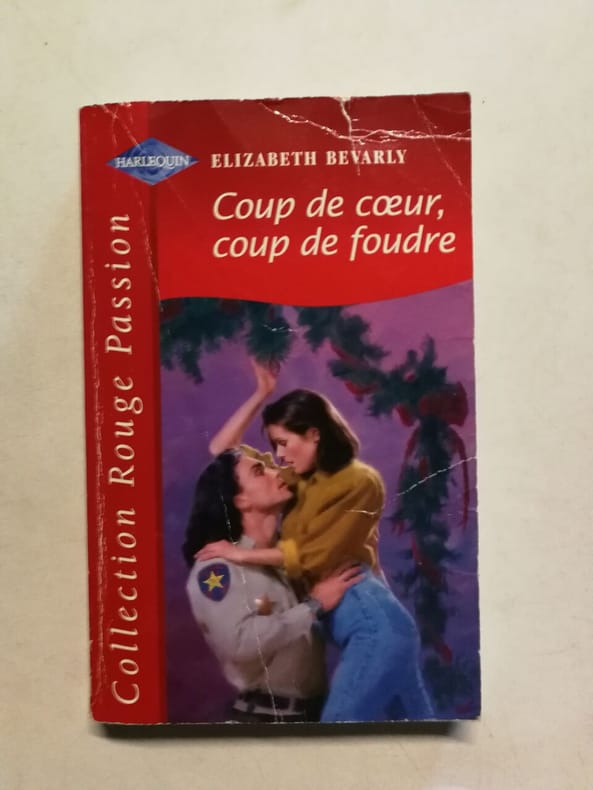 HARLEQUIN
ELIZABETH BEVARLY
Coup de cœur,
coup de foudre
Collection Rouge Passion